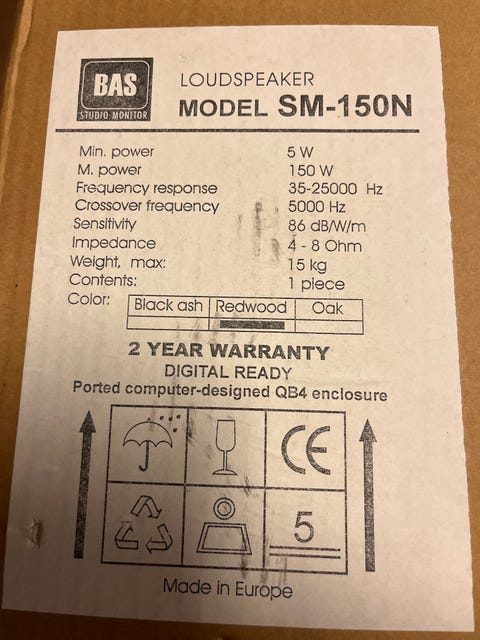 BAS
STUDIO MONITOR
LOUDSPEAKER
MODEL SM-150N
Min. power 5 W
M. power 150 W
Frequency response 35-25000 Hz
Crossover frequency 5000 Hz
Sensitivity 86 dB/W/m
Impedance 4 - 8 Ohm
Weight, max: 15 kg
Contents: 1 piece
Color: Black ash Redwood Oak
2 YEAR WARRANTY
DIGITAL READY
Ported computer-designed QB4 enclosure
CE
5
Made in Europe